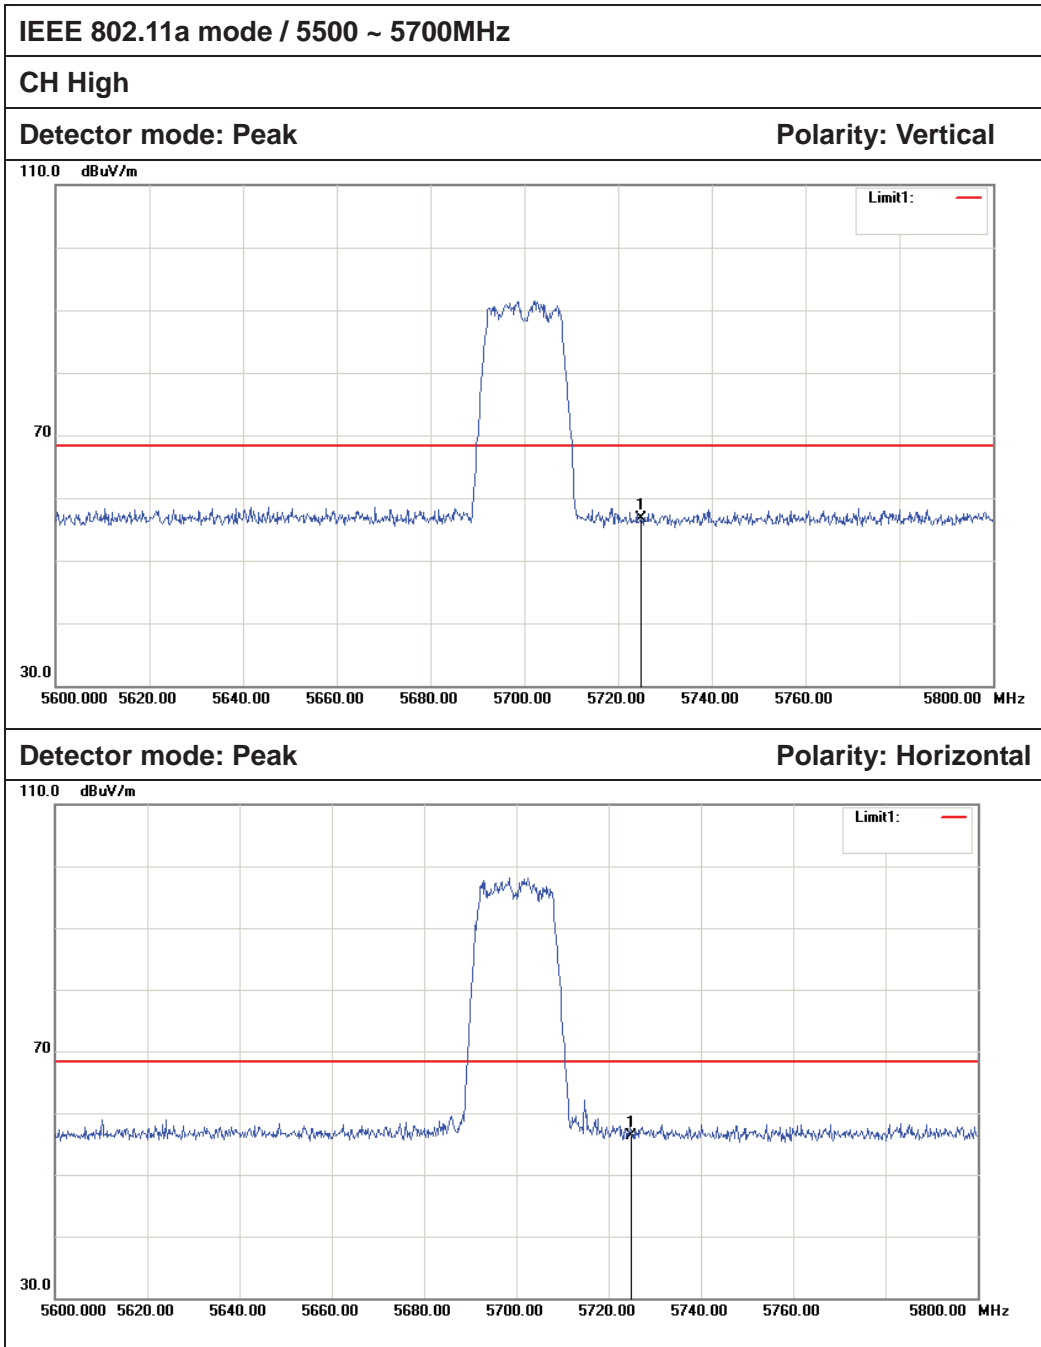 IEEE 802.11a mode / 5500 ~ 5700MHz
CH High
Detector mode: Peak Polarity: Vertical
110.0 dBuV/m
Limit1:
70
1
30.0
5600.000 5620.00 5640.00 5660.00 5680.00 5700.00 5720.00 5740.00 5760.00 5800.00 MHz
Detector mode: Peak Polarity: Horizontal
110.0 dBuV/m
Limit1:
70
1
30.0
5600.000 5620.00 5640.00 5660.00 5680.00 5700.00 5720.00 5740.00 5760.00 5800.00 MHz